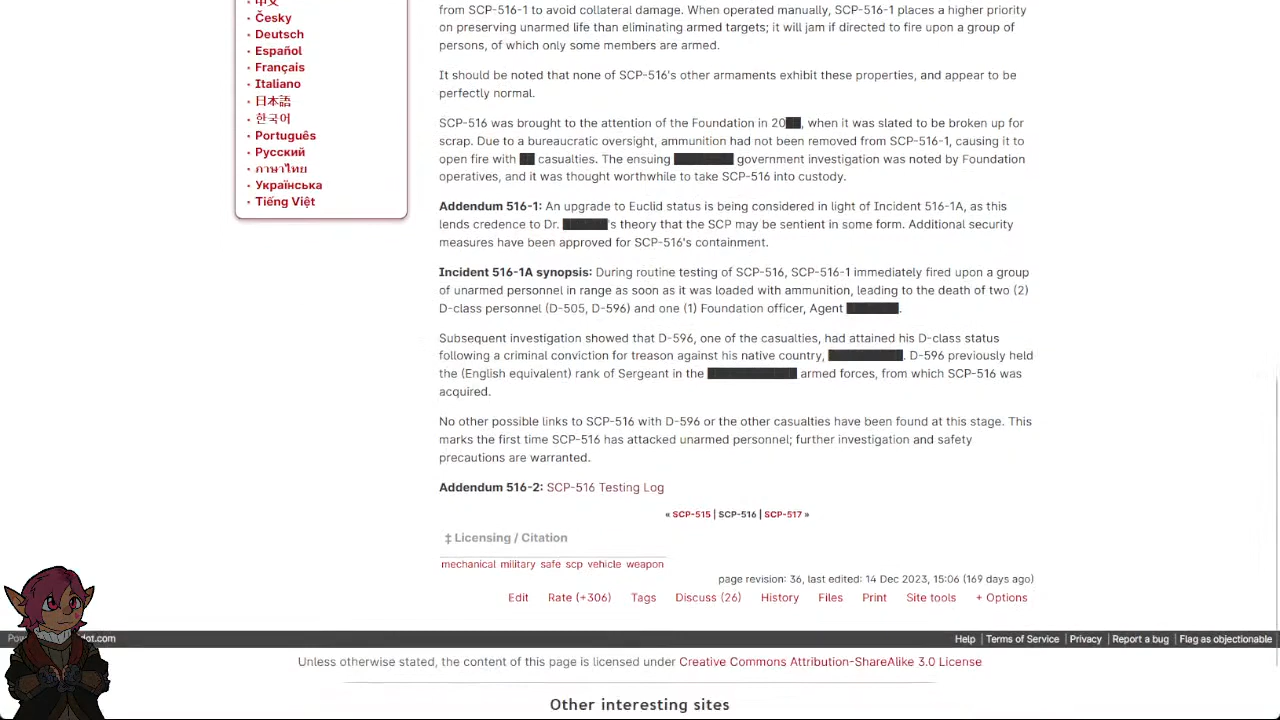 中文
Česky
Deutsch
Español
Français
Italiano
日本語
한국어
Português
Русский
ภาษาไทย
Українська
Tiếng Việt
from SCP-516-1 to avoid collateral damage. When operated manually, SCP-516-1 places a higher priority
on preserving unarmed life than eliminating armed targets; it will jam if directed to fire upon a group of
persons, of which only some members are armed.
It should be noted that none of SCP-516's other armaments exhibit these properties, and appear to be
perfectly normal.
SCP-516 was brought to the attention of the Foundation in 20██, when it was slated to be broken up for
scrap. Due to a bureaucratic oversight, ammunition had not been removed from SCP-516-1, causing it to
open fire with ██ casualties. The ensuing ████████ government investigation was noted by Foundation
operatives, and it was thought worthwhile to take SCP-516 into custody.
Addendum 516-1: An upgrade to Euclid status is being considered in light of Incident 516-1A, as this
lends credence to Dr. ██████'s theory that the SCP may be sentient in some form. Additional security
measures have been approved for SCP-516's containment.
Incident 516-1A synopsis: During routine testing of SCP-516, SCP-516-1 immediately fired upon a group
of unarmed personnel in range as soon as it was loaded with ammunition, leading to the death of two (2)
D-class personnel (D-505, D-596) and one (1) Foundation officer, Agent ███████.
Subsequent investigation showed that D-596, one of the casualties, had attained his D-class status
following a criminal conviction for treason against his native country, ██████████. D-596 previously held
the (English equivalent) rank of Sergeant in the ████████████ armed forces, from which SCP-516 was
acquired.
No other possible links to SCP-516 with D-596 or the other casualties have been found at this stage. This
marks the first time SCP-516 has attacked unarmed personnel; further investigation and safety
precautions are warranted.
Addendum 516-2: SCP-516 Testing Log
« SCP-515 | SCP-516 | SCP-517 »
‡ Licensing / Citation
mechanical military safe scp vehicle weapon
page revision: 36, last edited: 14 Dec 2023, 15:06 (169 days ago)
Edit Rate (+306) Tags Discuss (26) History Files Print Site tools + Options
dot.com Help | Terms of Service | Privacy | Report a bug | Flag as objectionable
Unless otherwise stated, the content of this page is licensed under Creative Commons Attribution-ShareAlike 3.0 License
Other interesting sites